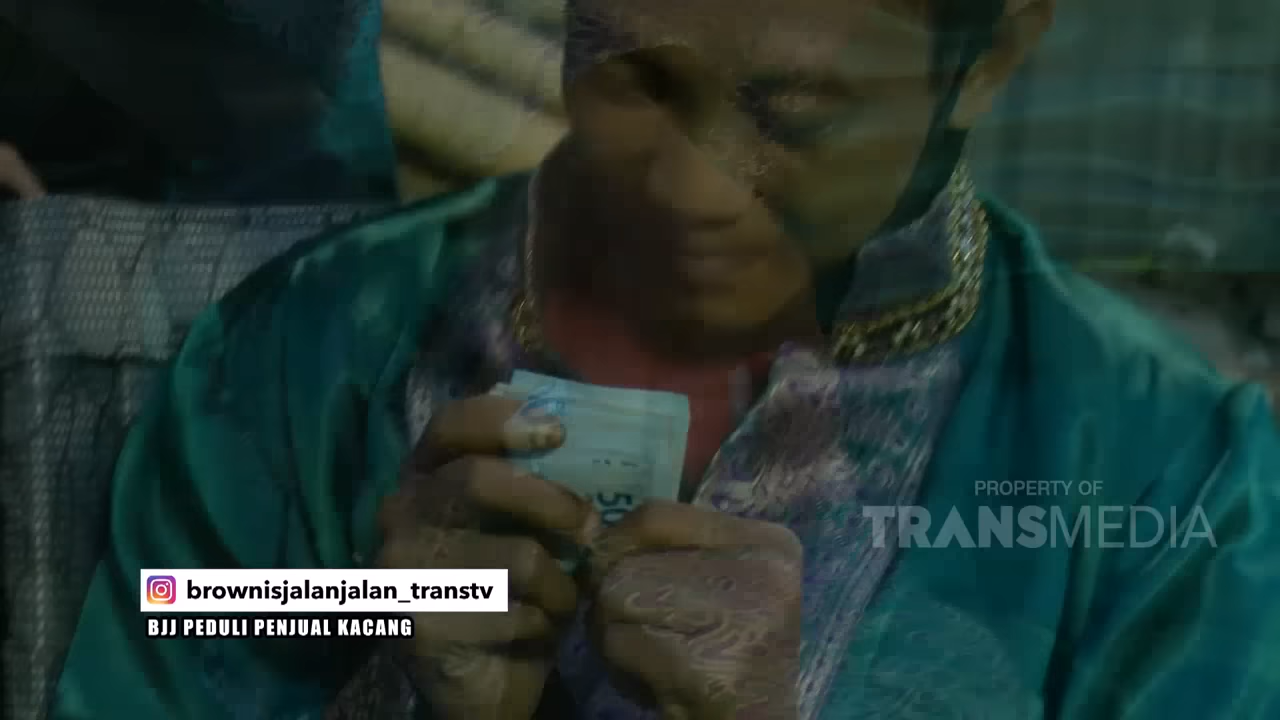 PROPERTY OF
TRANSMEDIA
brownisjalanjalan_transtv
BJJ PEDULI PENJUAL KACANG